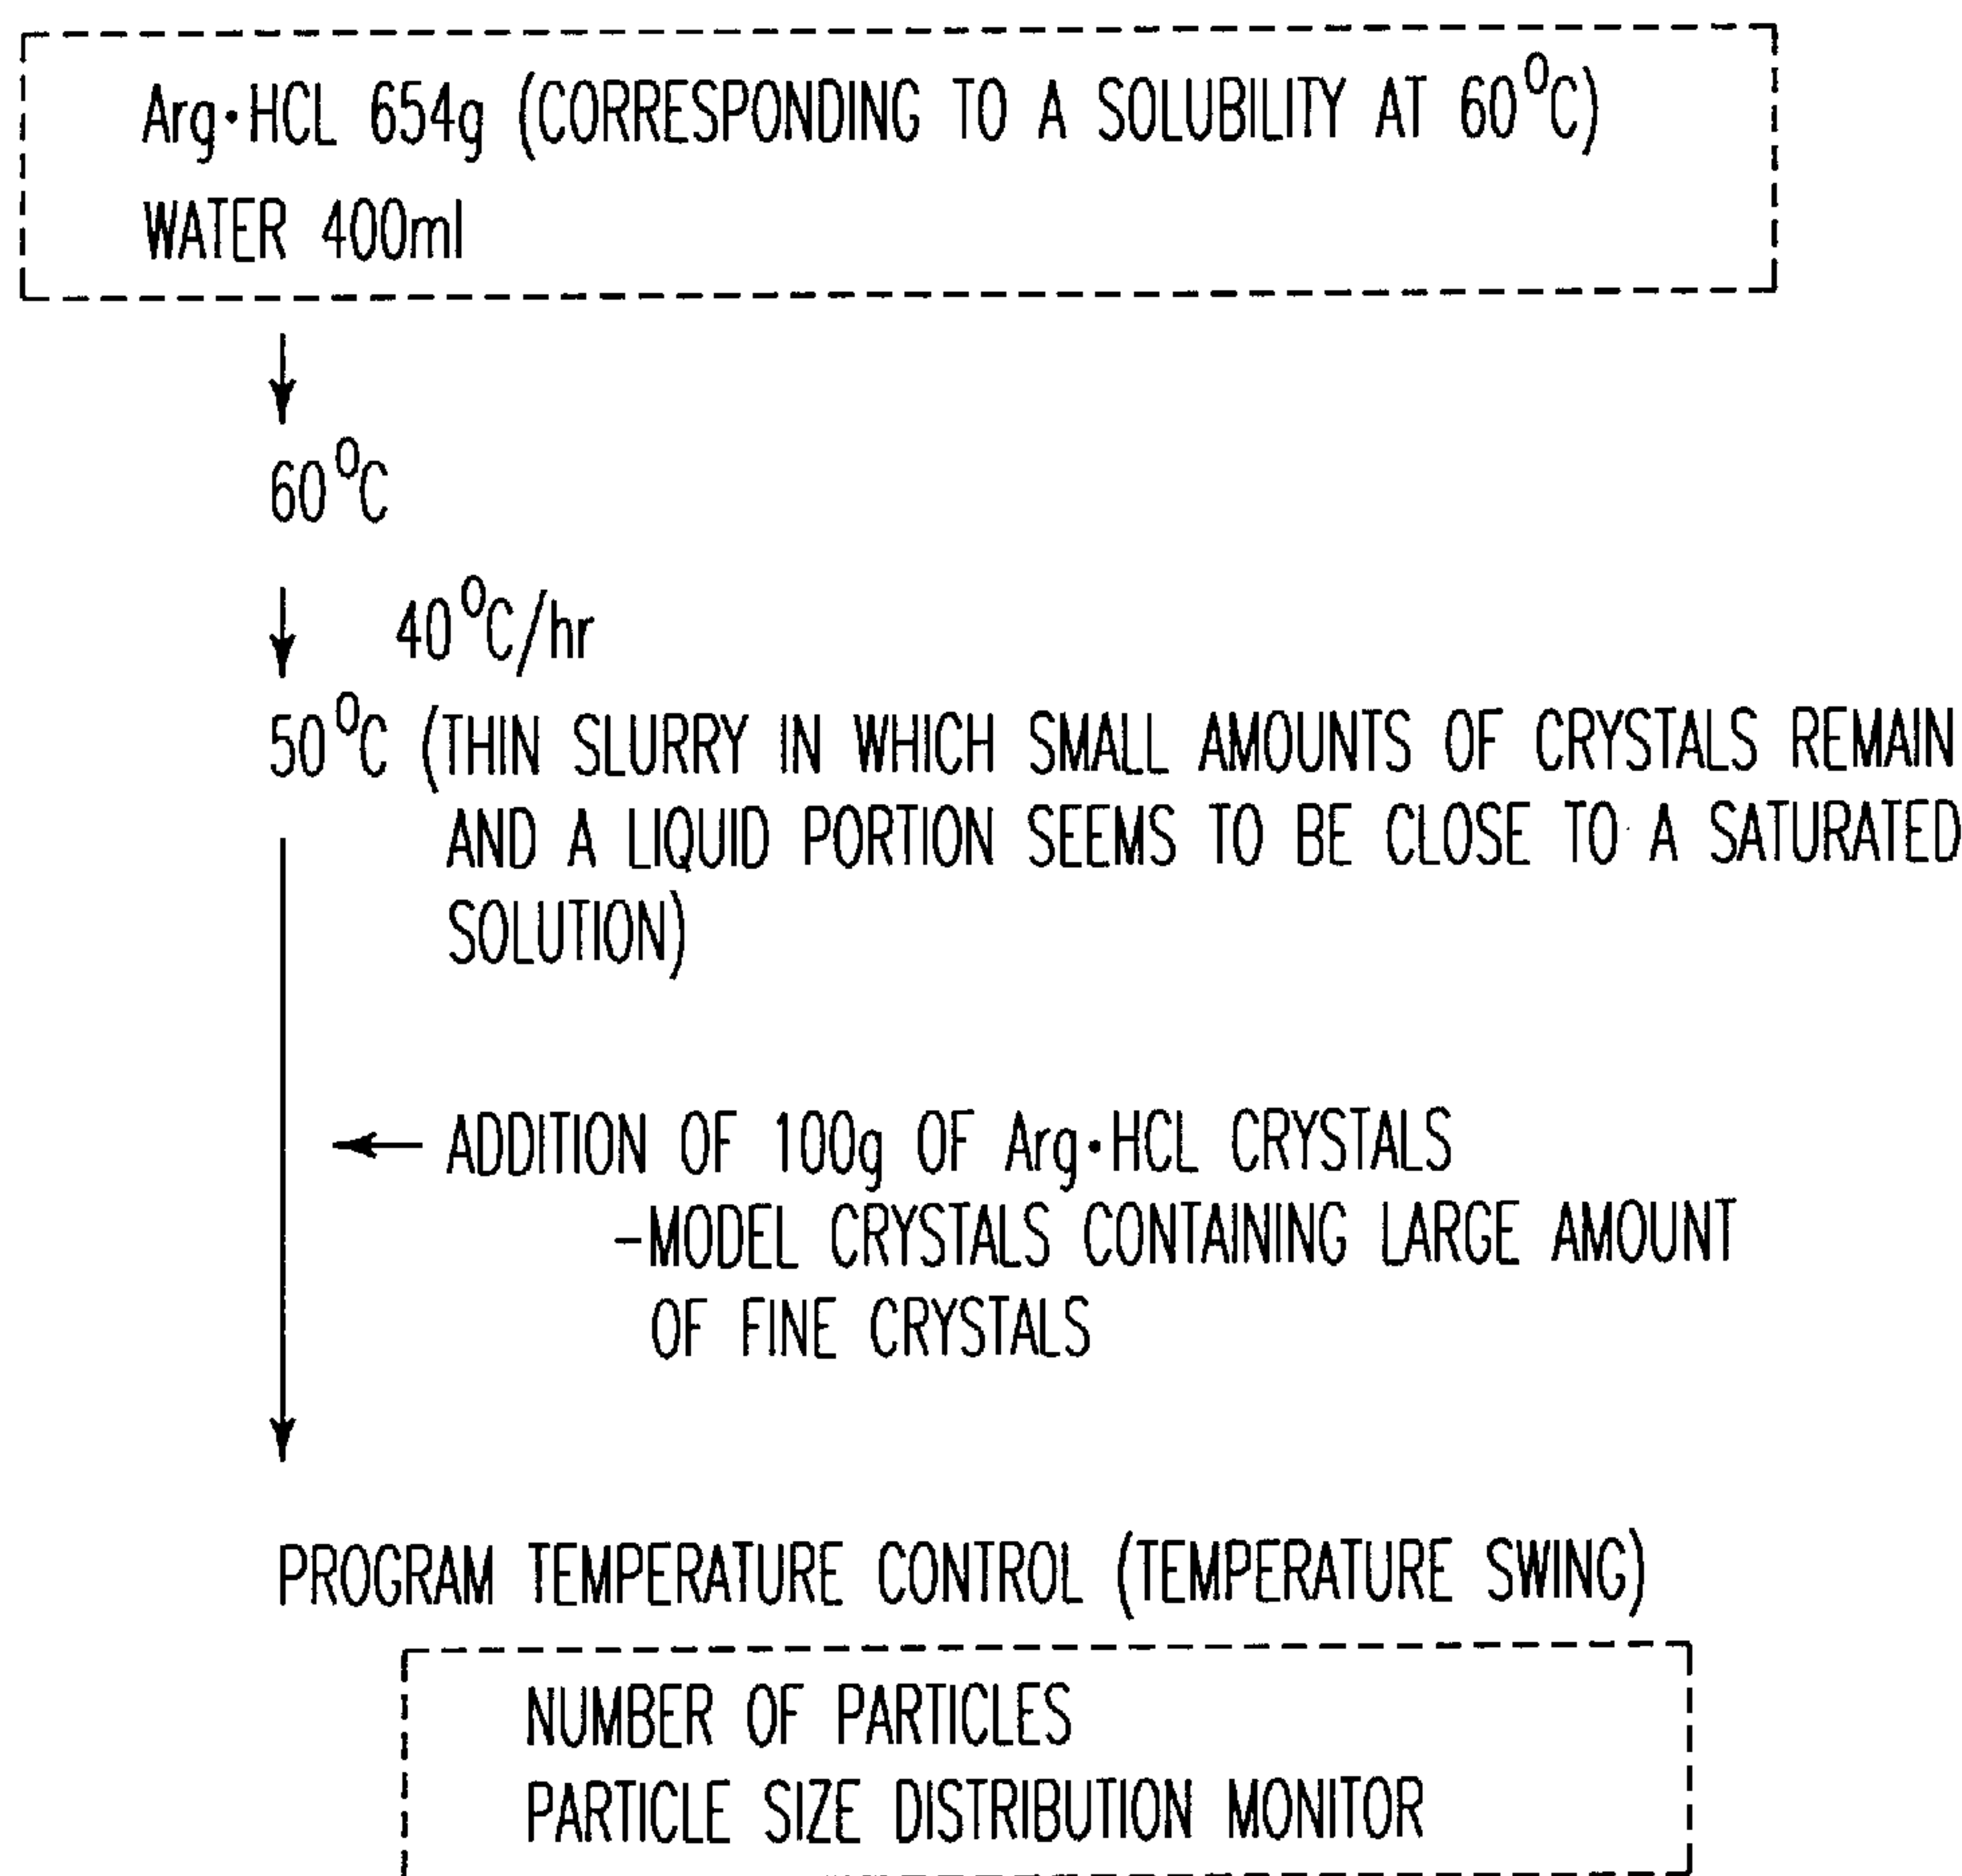 Arg·HCL 654g (CORRESPONDING TO A SOLUBILITY AT 60°C)
WATER 400ml
60°C
40°C/hr
50°C (THIN SLURRY IN WHICH SMALL AMOUNTS OF CRYSTALS REMAIN
AND A LIQUID PORTION SEEMS TO BE CLOSE TO A SATURATED
SOLUTION)
ADDITION OF 100g OF Arg·HCL CRYSTALS
-MODEL CRYSTALS CONTAINING LARGE AMOUNT
OF FINE CRYSTALS
PROGRAM TEMPERATURE CONTROL (TEMPERATURE SWING)
NUMBER OF PARTICLES
PARTICLE SIZE DISTRIBUTION MONITOR